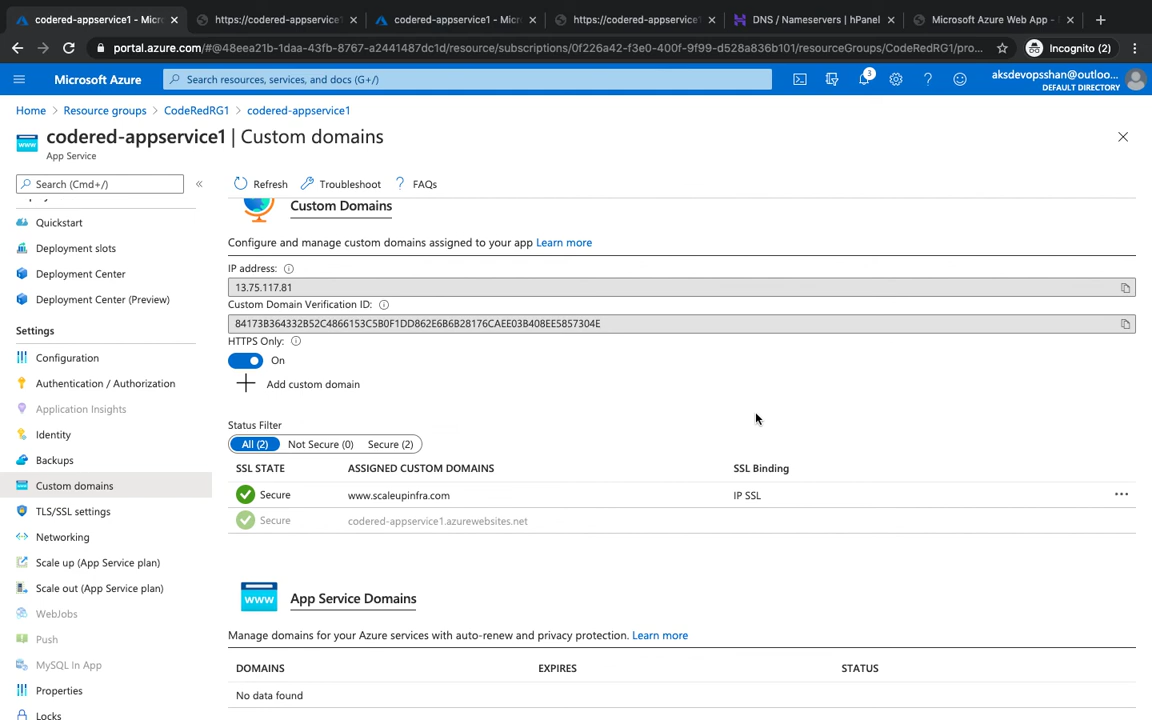 codered-appservice1 - Micro
https://codered-appservice1
codered-appservice1 - Micro
https://codered-appservice1
DNS / Nameservers | hPanel
Microsoft Azure Web App -
portal.azure.com/#@48eea21b-1daa-43fb-8767-a2441487dc1d/resource/subscriptions/0f226a42-f3e0-400f-9f99-d528a836b101/resourceGroups/CodeRedRG1/pro...
Incognito (2)
Microsoft Azure
Search resources, services, and docs (G+/)
3
aksdevopsshan@outloo...
DEFAULT DIRECTORY
Home > Resource groups > CodeRedRG1 > codered-appservice1
codered-appservice1 | Custom domains
App Service
Search (Cmd+/)
«
Refresh
Troubleshoot
FAQs
Quickstart
Deployment slots
Deployment Center
Deployment Center (Preview)
Settings
Configuration
Authentication / Authorization
Application Insights
Identity
Backups
Custom domains
TLS/SSL settings
Networking
Scale up (App Service plan)
Scale out (App Service plan)
WebJobs
Push
MySQL In App
Properties
Locks
Custom Domains
Configure and manage custom domains assigned to your app Learn more
IP address:
13.75.117.81
Custom Domain Verification ID:
84173B364332B52C4866153C5B0F1DD862E6B6B28176CAEE03B408EE5857304E
HTTPS Only:
On
Add custom domain
Status Filter
All (2) Not Secure (0) Secure (2)
SSL STATE ASSIGNED CUSTOM DOMAINS SSL Binding
Secure www.scaleupinfra.com IP SSL
Secure codered-appservice1.azurewebsites.net
App Service Domains
Manage domains for your Azure services with auto-renew and privacy protection. Learn more
DOMAINS EXPIRES STATUS
No data found